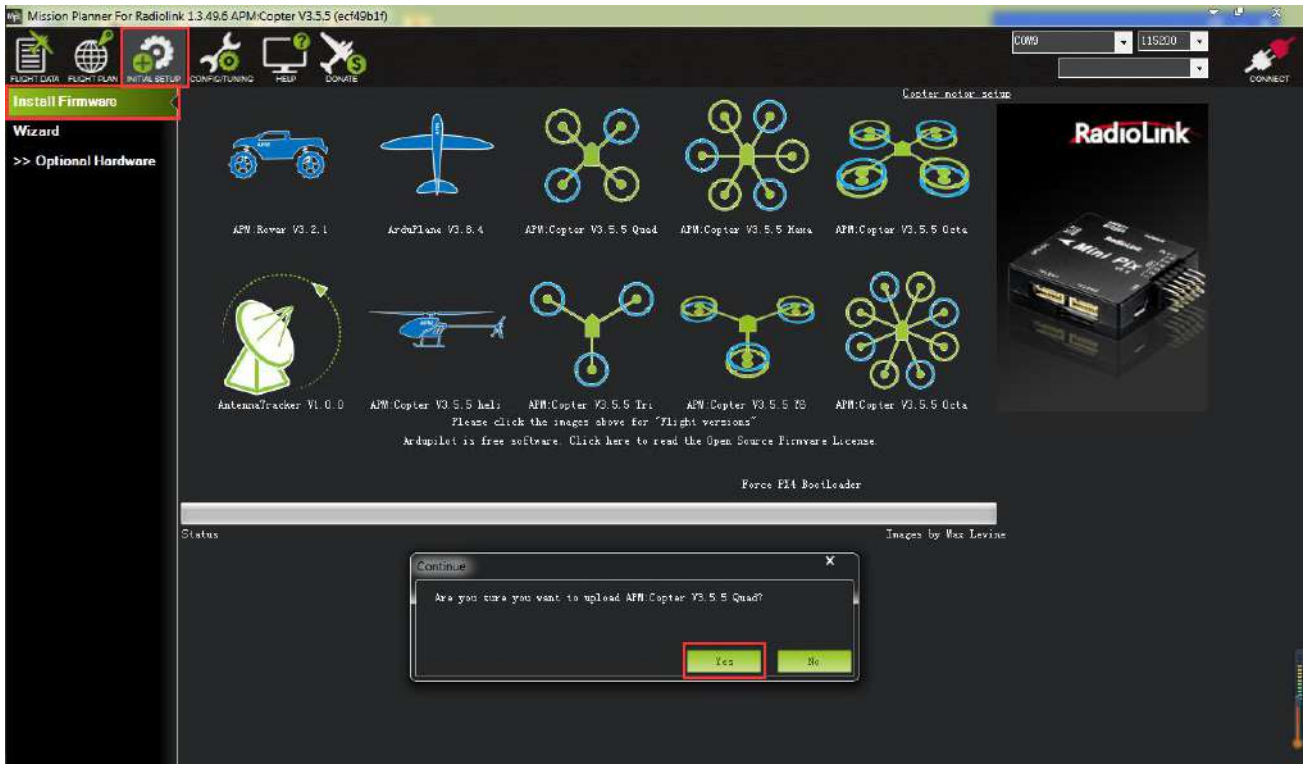 Mission Planner For Radiolink 1.3.49.6 APM:Copter V3.5.5 (ecf49b1f)
FLIGHT DATA FLIGHT PLAN INITIAL SETUP CONFIG/TUNING HELP DONATE
COM9 115200
CONNECT
Install Firmware
Wizard
>> Optional Hardware
Copter motor setup
RadioLink
APM:Rover V3.2.1 ArduPlane V3.8.4 APM:Copter V3.5.5 Quad APM:Copter V3.5.5 Hexa APM:Copter V3.5.5 Octa
Mini Pix
AntennaTracker V1.0.0 APM:Copter V3.5.5 heli APM:Copter V3.5.5 Tri APM:Copter V3.5.5 Y6 APM:Copter V3.5.5 Octa
Please click the images above for "Flight versions"
Ardupilot is free software. Click here to read the Open Source Firmware License.
Force PX4 Bootloader
Status
Images by Max Levine
Continue
X
Are you sure you want to upload APM:Copter V3.5.5 Quad?
Yes No